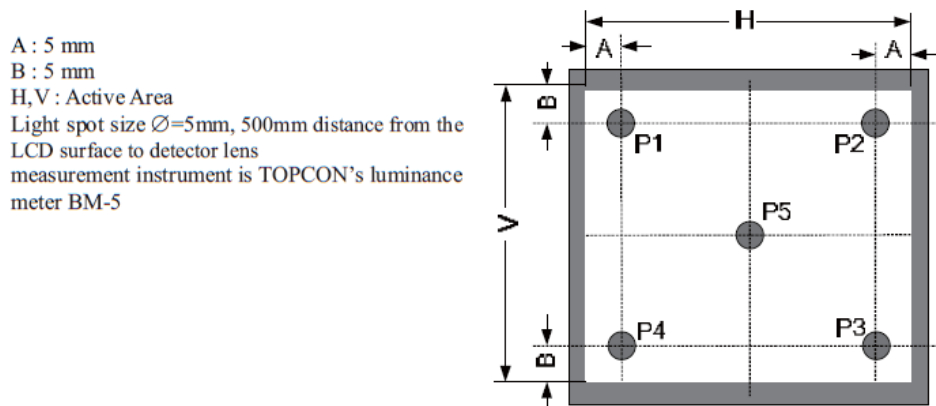 A : 5 mm
B : 5 mm
H,V : Active Area
Light spot size ∅=5mm, 500mm distance from the
LCD surface to detector lens
measurement instrument is TOPCON’s luminance
meter BM-5
H
A
A
B
P1
P2
V
P5
P4
P3
B